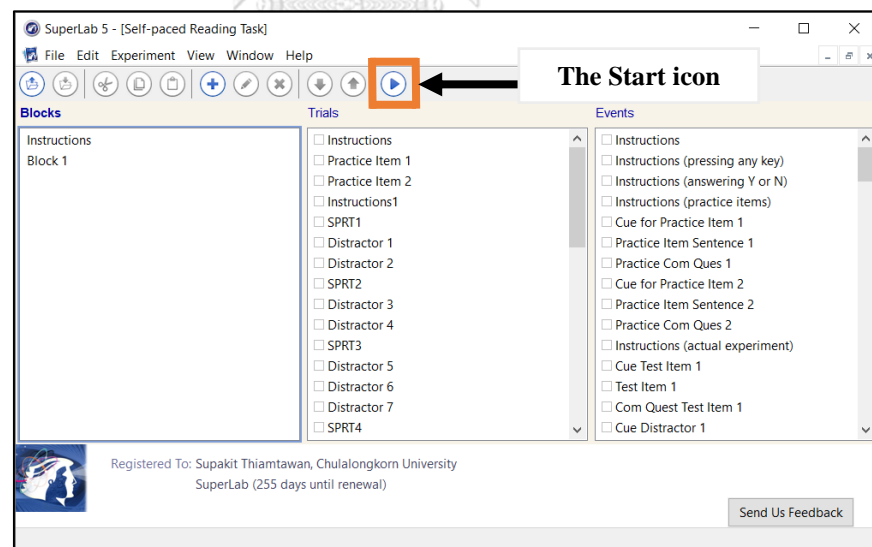 SuperLab 5 - [Self-paced Reading Task]
File Edit Experiment View Window Help
The Start icon
Blocks
Instructions
Block 1
Trials
Instructions
Practice Item 1
Practice Item 2
Instructions1
SPRT1
Distractor 1
Distractor 2
SPRT2
Distractor 3
Distractor 4
SPRT3
Distractor 5
Distractor 6
Distractor 7
SPRT4
Events
Instructions
Instructions (pressing any key)
Instructions (answering Y or N)
Instructions (practice items)
Cue for Practice Item 1
Practice Item Sentence 1
Practice Com Ques 1
Cue for Practice Item 2
Practice Item Sentence 2
Practice Com Ques 2
Instructions (actual experiment)
Cue Test Item 1
Test Item 1
Com Quest Test Item 1
Cue Distractor 1
Registered To: Supakit Thiamtawan, Chulalongkorn University
SuperLab (255 days until renewal)
Send Us Feedback